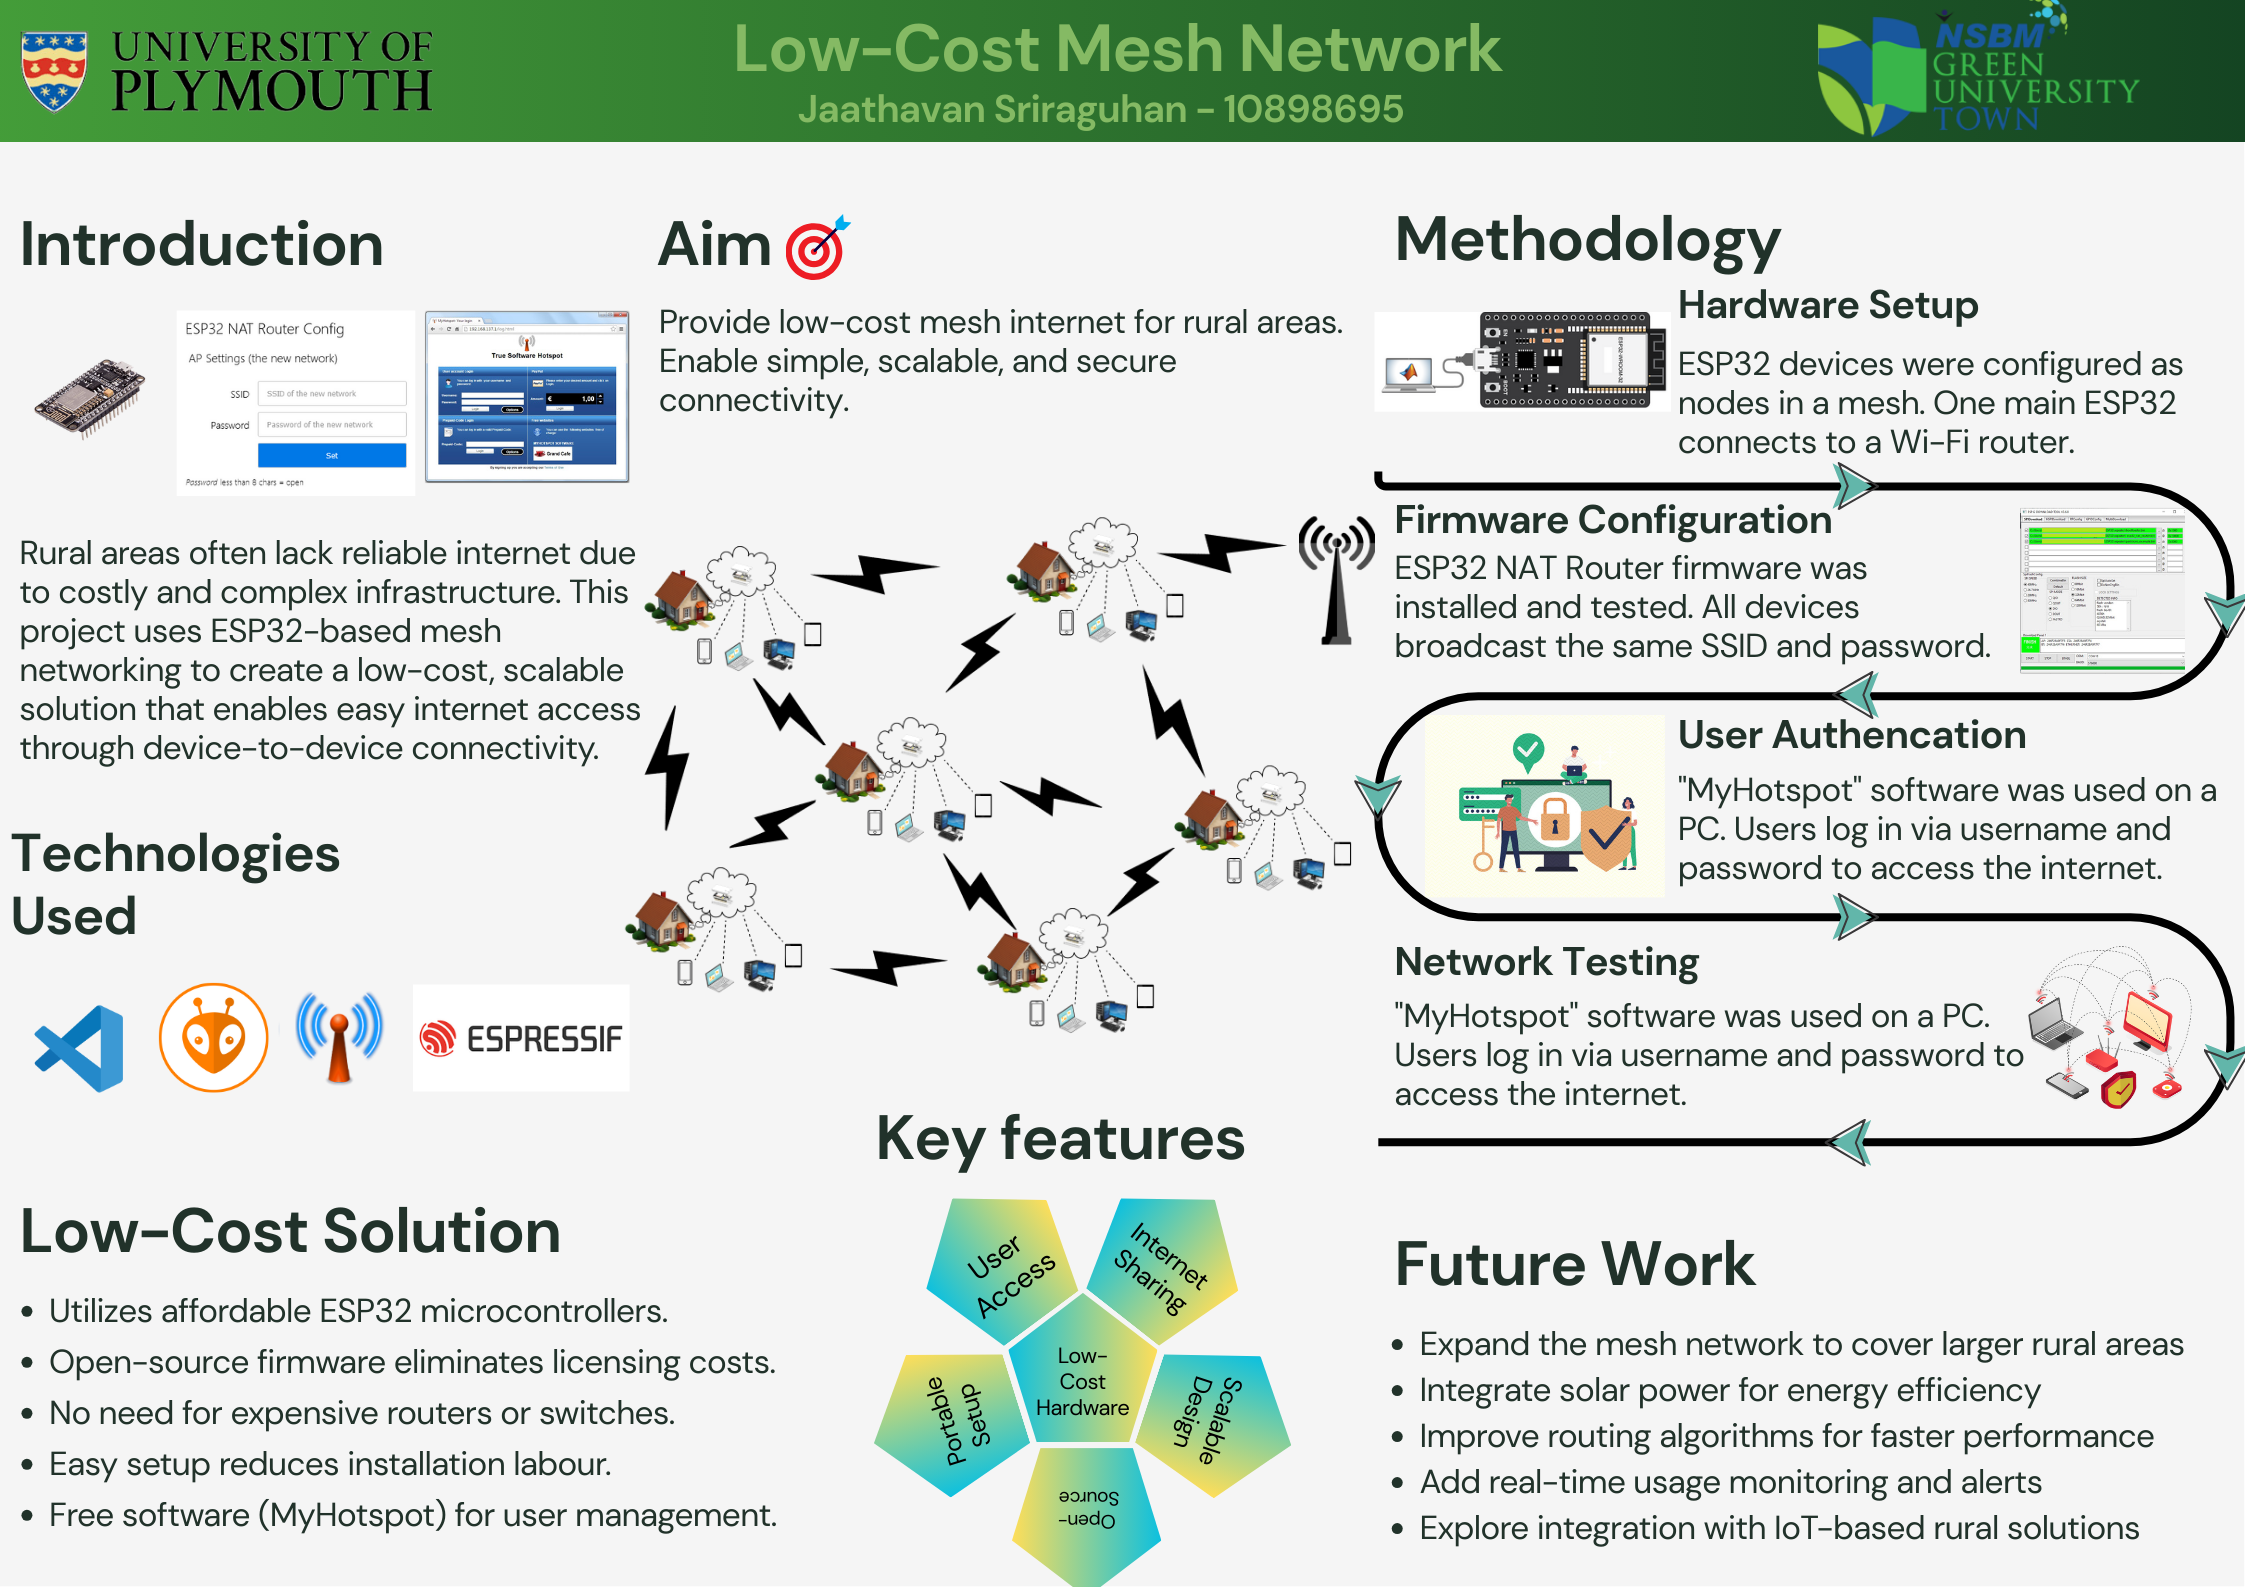 UNIVERSITY OF
PLYMOUTH
Low-Cost Mesh Network
Jaathavan Sriraguhan - 10898695
NSBM
GREEN
UNIVERSITY
TOWN
Introduction
ESP32 NAT Router Config
AP Settings (the new network)
SSID
SSID of the new network
Password
Password of the new network
Set
Password less than 8 chars = open
True Software Hotspot
Rural areas often lack reliable internet due
to costly and complex infrastructure. This
project uses ESP32-based mesh
networking to create a low-cost, scalable
solution that enables easy internet access
through device-to-device connectivity.
Technologies
Used
ESPRESSIF
Low-Cost Solution
• Utilizes affordable ESP32 microcontrollers.
• Open-source firmware eliminates licensing costs.
• No need for expensive routers or switches.
• Easy setup reduces installation labour.
• Free software (MyHotspot) for user management.
Aim
Provide low-cost mesh internet for rural areas.
Enable simple, scalable, and secure
connectivity.
Key features
User
Access
Internet
Sharing
Low-
Cost
Hardware
Portable
Setup
Scalable
Design
Open-
Source
Methodology
Hardware Setup
ESP32 devices were configured as
nodes in a mesh. One main ESP32
connects to a Wi-Fi router.
Firmware Configuration
ESP32 NAT Router firmware was
installed and tested. All devices
broadcast the same SSID and password.
User Authencation
"MyHotspot" software was used on a
PC. Users log in via username and
password to access the internet.
Network Testing
"MyHotspot" software was used on a PC.
Users log in via username and password to
access the internet.
Future Work
• Expand the mesh network to cover larger rural areas
• Integrate solar power for energy efficiency
• Improve routing algorithms for faster performance
• Add real-time usage monitoring and alerts
• Explore integration with IoT-based rural solutions